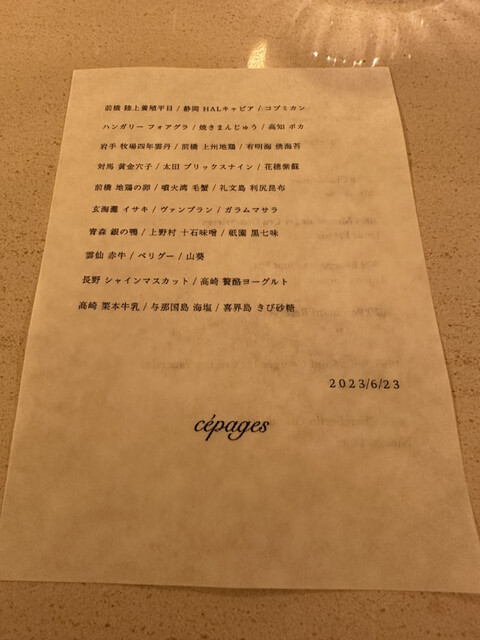 前橋 陸上養殖平目 / 静岡 HALキャビア / コブミカン
ハンガリー フォアグラ / 焼きまんじゅう / 高知 ポカ
岩手 牧場四年雲丹 / 前橋 上州地鶏 / 有明海 焼海苔
対馬 黄金穴子 / 太田 ブリックスナイン / 花穂紫蘇
前橋 地鶏の卵 / 噴火湾 毛蟹 / 礼文島 利尻昆布
玄海灘 イサキ / ヴァンブラン / ガラムマサラ
青森 銀の鴨 / 上野村 十石味噌 / 祇園 黒七味
雲仙 赤牛 / ペリグー / 山葵
長野 シャインマスカット / 高崎 醍醐ヨーグルト
高崎 栗本牛乳 / 与那国島 海塩 / 喜界島 きび砂糖
2023/6/23
cépages